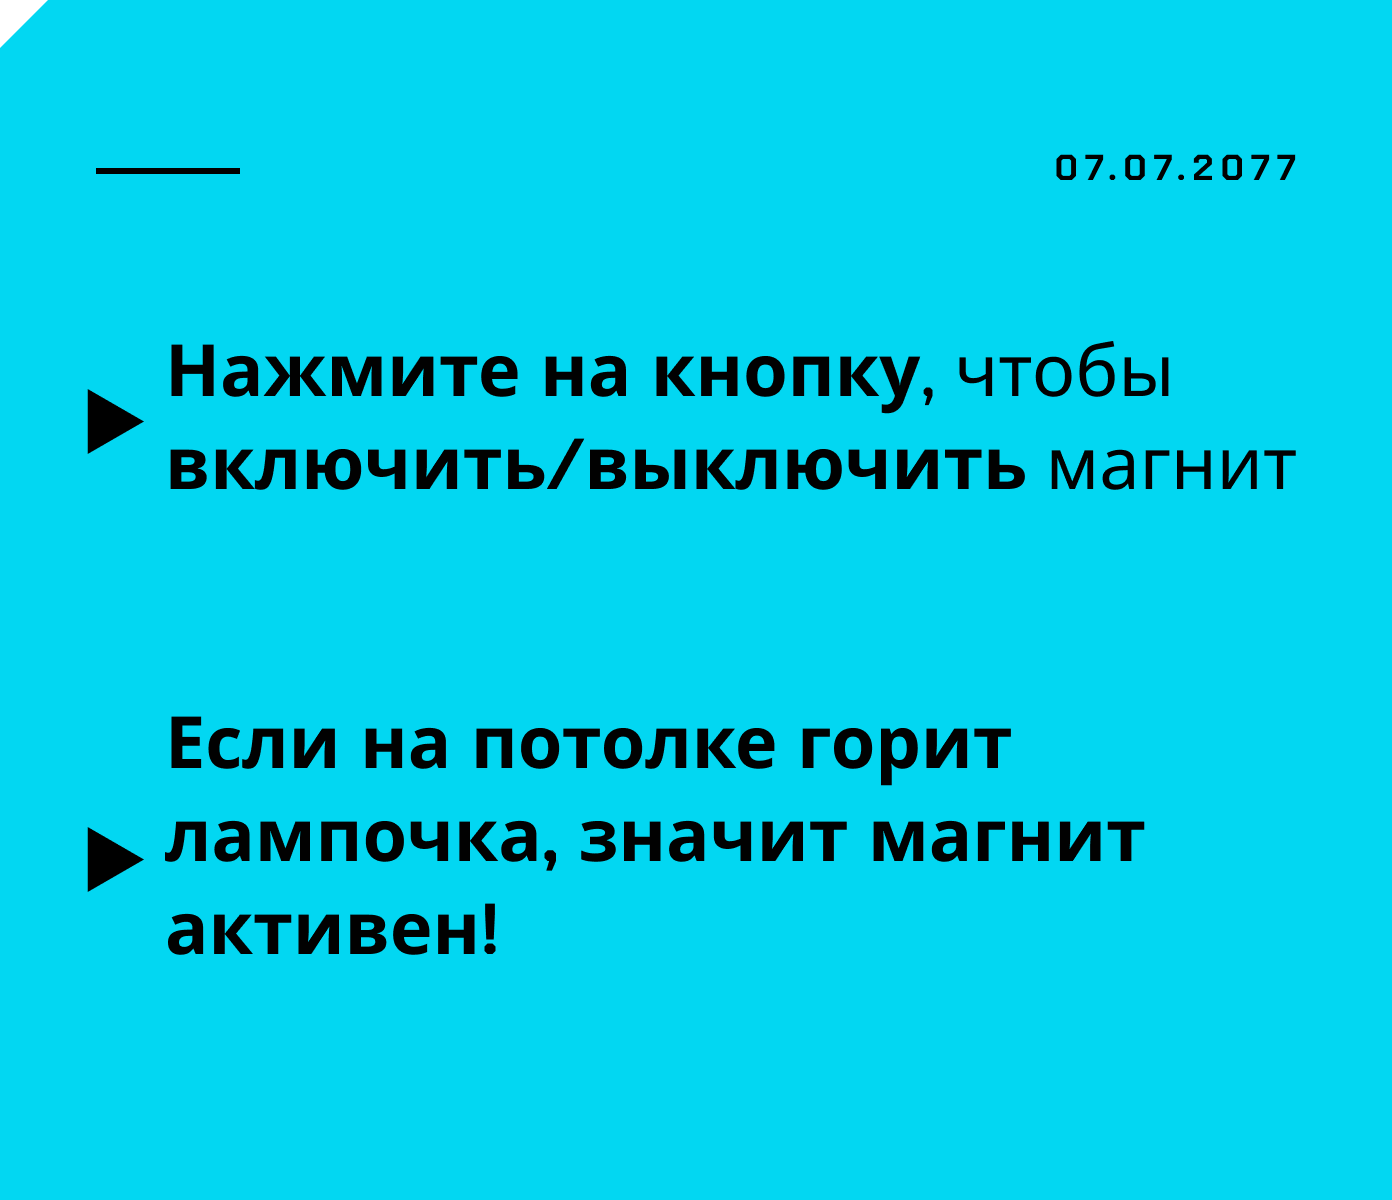 07.07.2077
Нажмите на кнопку, чтобы
включить/выключить магнит
Если на потолке горит
лампочка, значит магнит
активен!